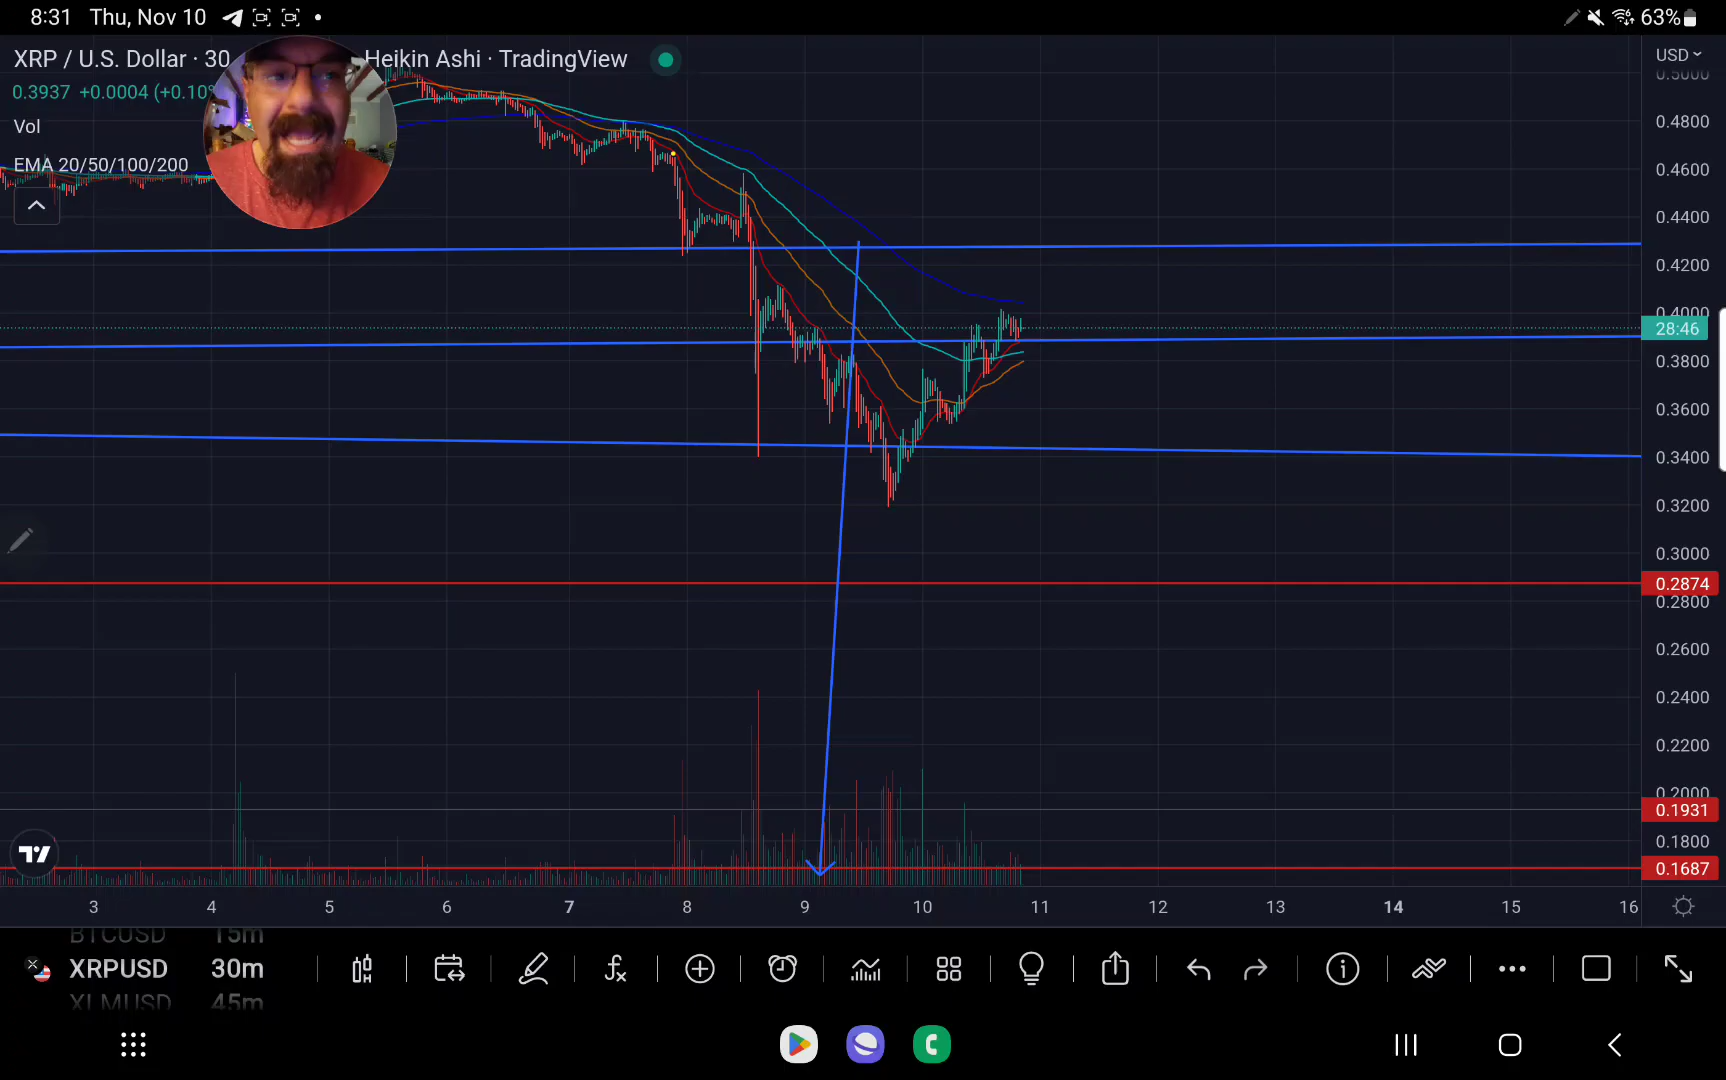 8:31 Thu, Nov 10 63%
XRP / U.S. Dollar · 30 Heikin Ashi · TradingView USD
0.5000
0.3937 +0.0004 (+0.10%
0.4800
Vol
EMA 20/50/100/200
0.4600
0.4400
0.4200
0.4000
28:46
0.3800
0.3600
0.3400
0.3200
0.3000
0.2874
0.2800
0.2600
0.2400
0.2200
0.2000
0.1931
0.1800
0.1687
3 4 5 6 7 8 9 10 11 12 13 14 15 16
BTCUSD 15m
XRPUSD 30m
XLMUSD 45m